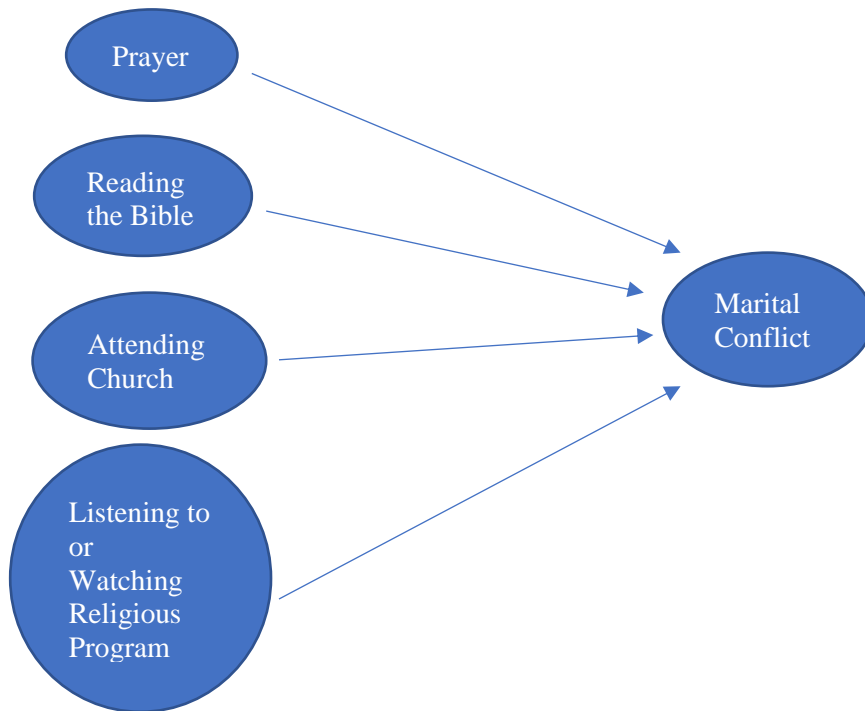 Prayer
Reading
the Bible
Attending
Church
Listening to
or
Watching
Religious
Program
Marital
Conflict